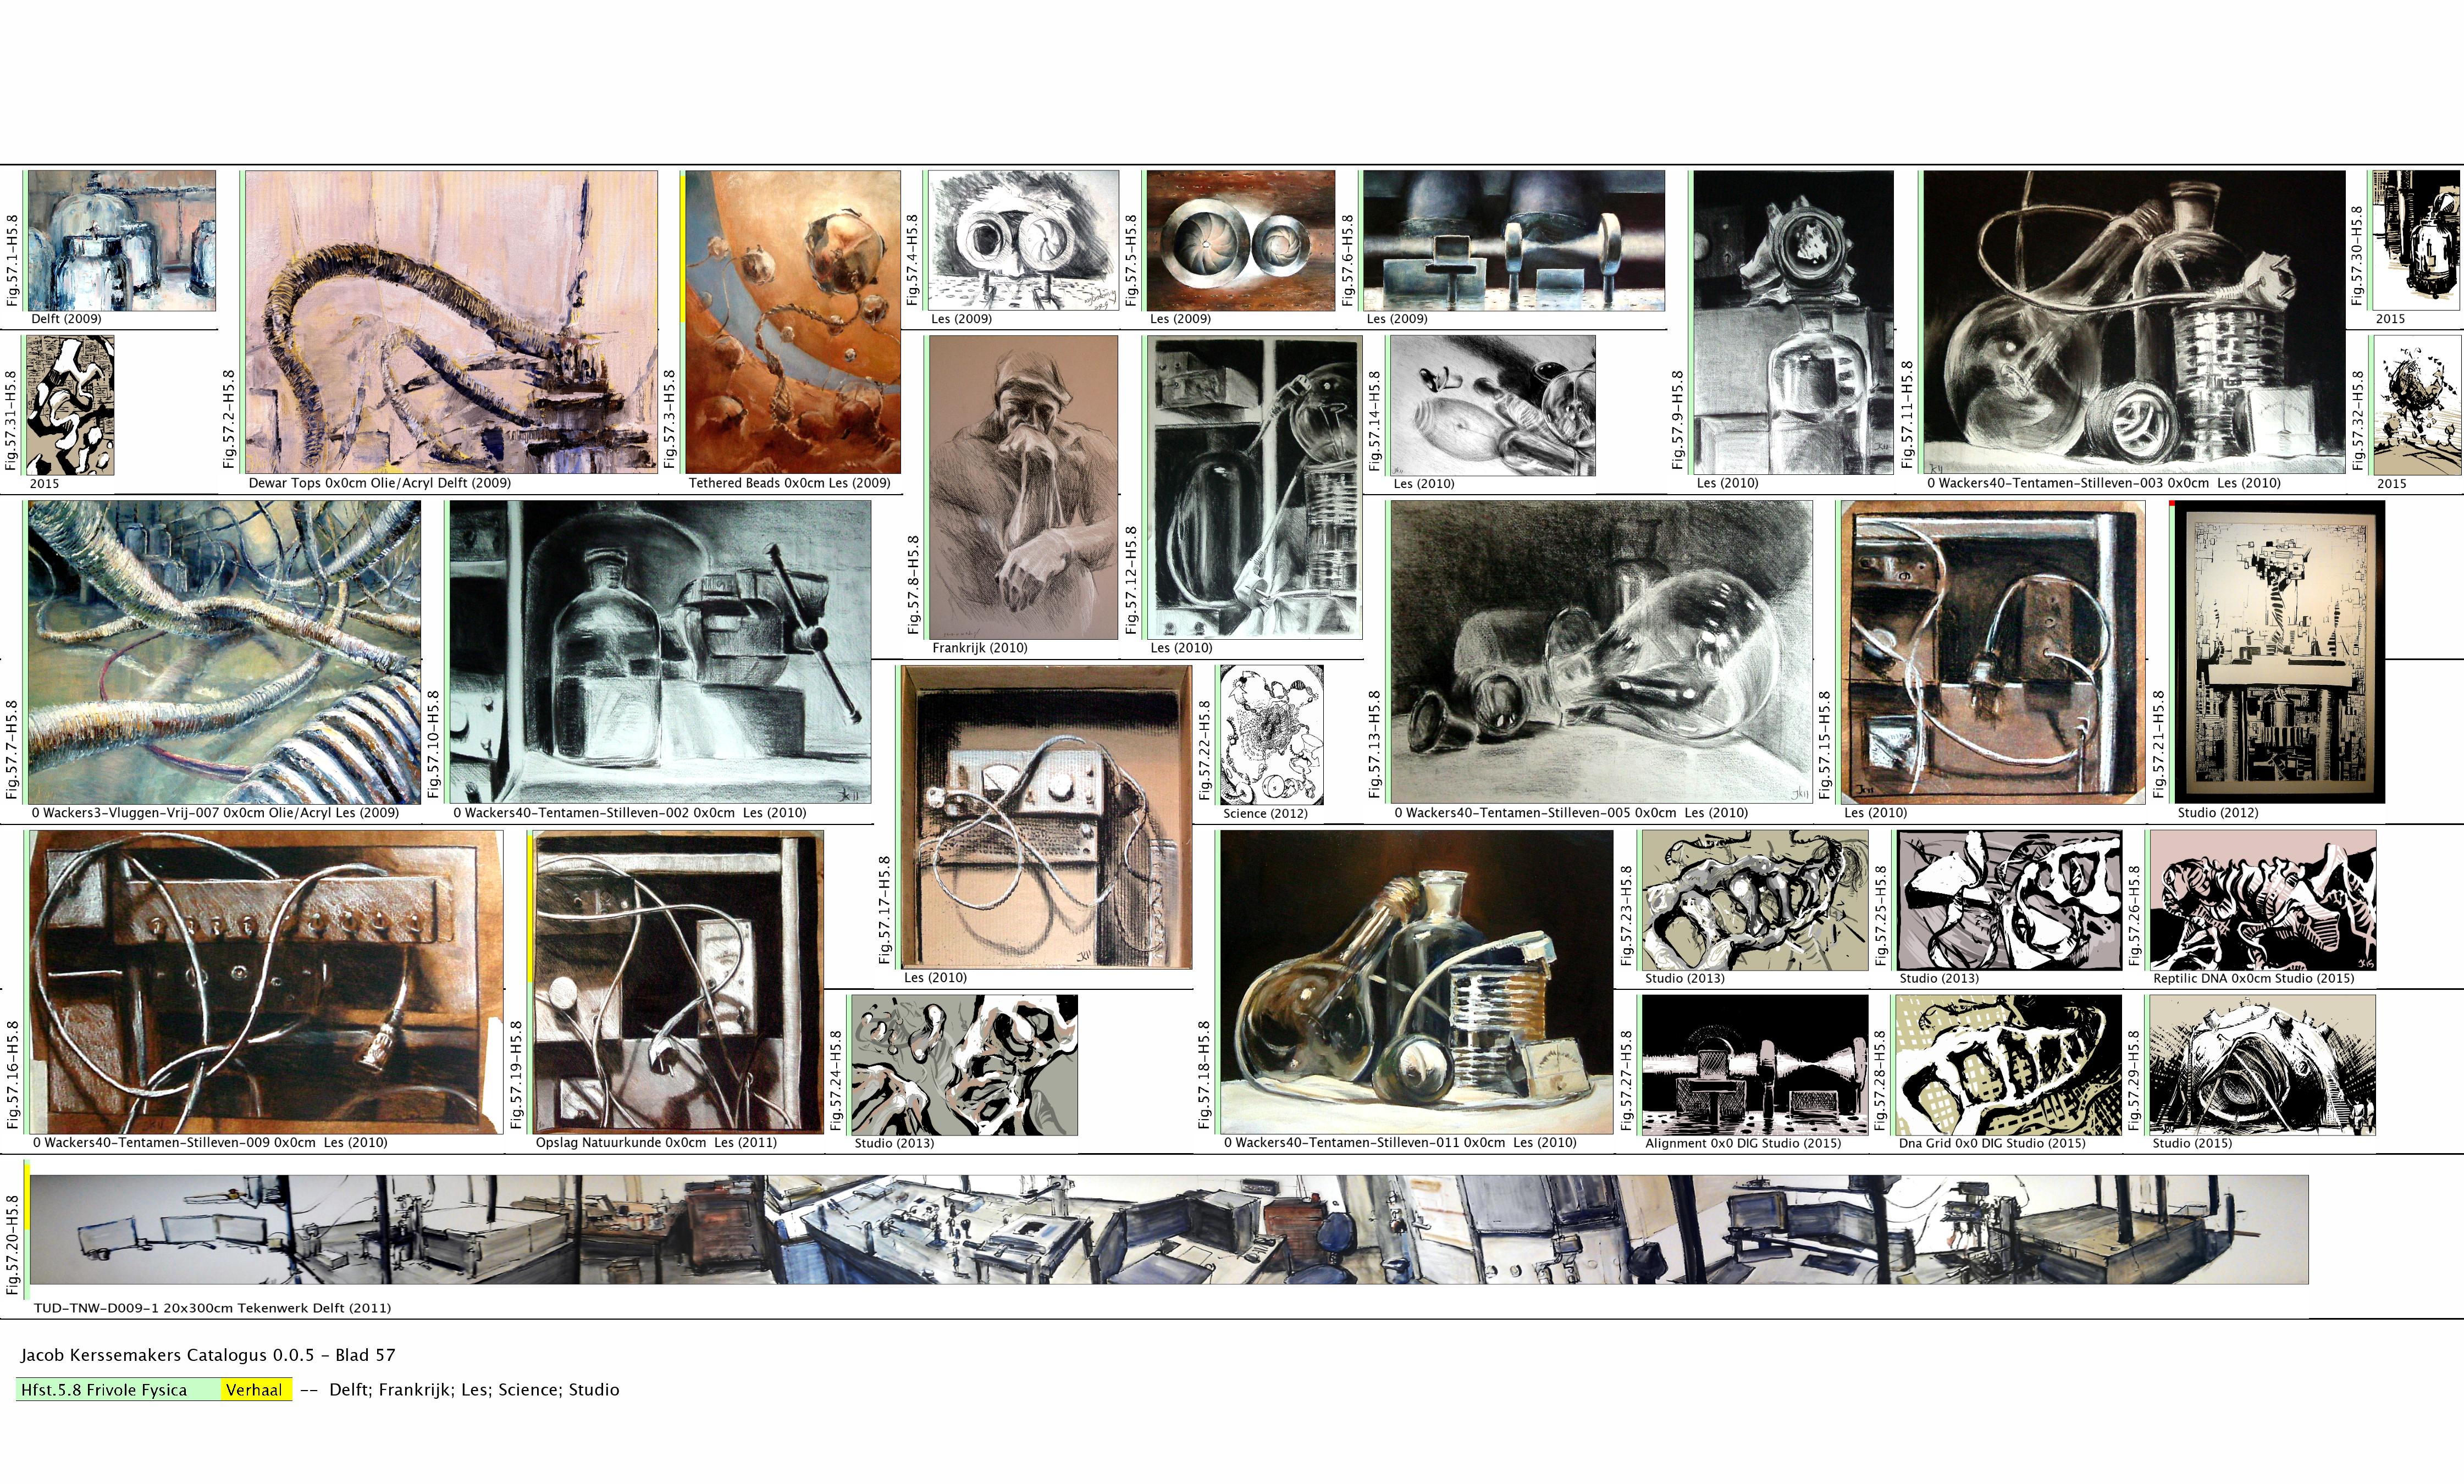 Fig.57.1-H5.8
Delft (2009)
Fig.57.2-H5.8
Dewar Tops 0x0cm Olie/Acryl Delft (2009)
Fig.57.3-H5.8
Tethered Beads 0x0cm Les (2009)
Fig.57.4-H5.8
Les (2009)
Fig.57.5-H5.8
Les (2009)
Fig.57.6-H5.8
Les (2009)
Fig.57.9-H5.8
Les (2010)
Fig.57.11-H5.8
0 Wackers40-Tentamen-Stilleven-003 0x0cm Les (2010)
Fig.57.30-H5.8
2015
Fig.57.31-H5.8
2015
Fig.57.8-H5.8
Frankrijk (2010)
Fig.57.12-H5.8
Les (2010)
Fig.57.14-H5.8
Les (2010)
Fig.57.32-H5.8
2015
Fig.57.7-H5.8
0 Wackers3-Vluggen-Vrij-007 0x0cm Olie/Acryl Les (2009)
Fig.57.10-H5.8
0 Wackers40-Tentamen-Stilleven-002 0x0cm Les (2010)
Fig.57.13-H5.8
0 Wackers40-Tentamen-Stilleven-005 0x0cm Les (2010)
Fig.57.15-H5.8
Les (2010)
Fig.57.21-H5.8
Studio (2012)
Fig.57.17-H5.8
Les (2010)
Fig.57.22-H5.8
Science (2012)
Fig.57.16-H5.8
0 Wackers40-Tentamen-Stilleven-009 0x0cm Les (2010)
Fig.57.19-H5.8
Opslag Natuurkunde 0x0cm Les (2011)
Fig.57.24-H5.8
Studio (2013)
Fig.57.18-H5.8
0 Wackers40-Tentamen-Stilleven-011 0x0cm Les (2010)
Fig.57.23-H5.8
Studio (2013)
Fig.57.25-H5.8
Studio (2013)
Fig.57.26-H5.8
Reptilic DNA 0x0cm Studio (2015)
Fig.57.27-H5.8
Alignment 0x0 DIG Studio (2015)
Fig.57.28-H5.8
Dna Grid 0x0 DIG Studio (2015)
Fig.57.29-H5.8
Studio (2015)
Fig.57.20-H5.8
TUD-TNW-D009-1 20x300cm Tekenwerk Delft (2011)
Jacob Kerssemakers Catalogus 0.0.5 - Blad 57
Hfst.5.8 Frivole Fysica Verhaal -- Delft; Frankrijk; Les; Science; Studio